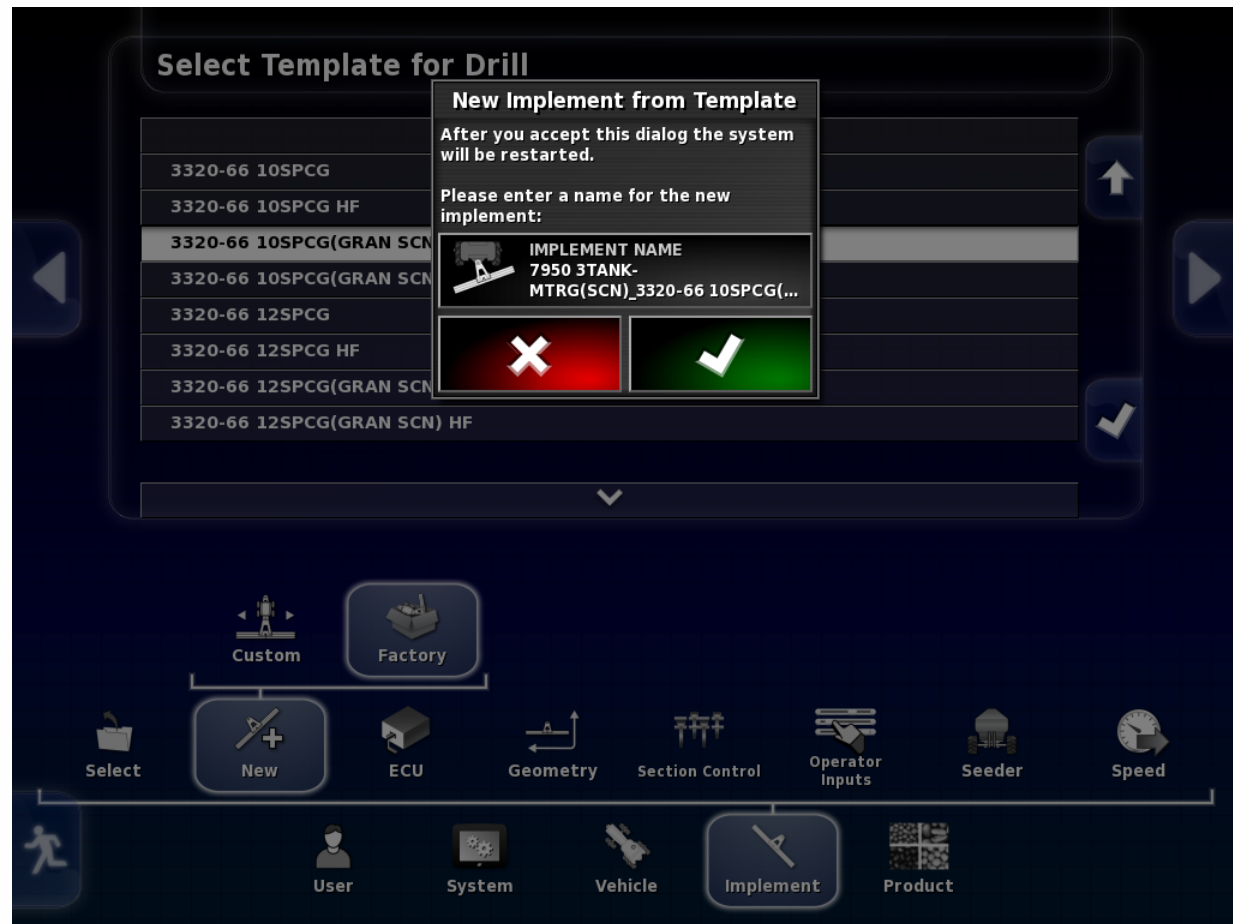 Select Template for Drill
New Implement from Template
After you accept this dialog the system
will be restarted.
Please enter a name for the new
implement:
IMPLEMENT NAME
7950 3TANK-
MTRG(SCN)_3320-66 10SPCG(...
3320-66 10SPCG
3320-66 10SPCG HF
3320-66 10SPCG(GRAN SCN
3320-66 10SPCG(GRAN SCN
3320-66 12SPCG
3320-66 12SPCG HF
3320-66 12SPCG(GRAN SCN
3320-66 12SPCG(GRAN SCN) HF
Custom
Factory
Select
New
ECU
Geometry
Section Control
Operator
Inputs
Seeder
Speed
User
System
Vehicle
Implement
Product